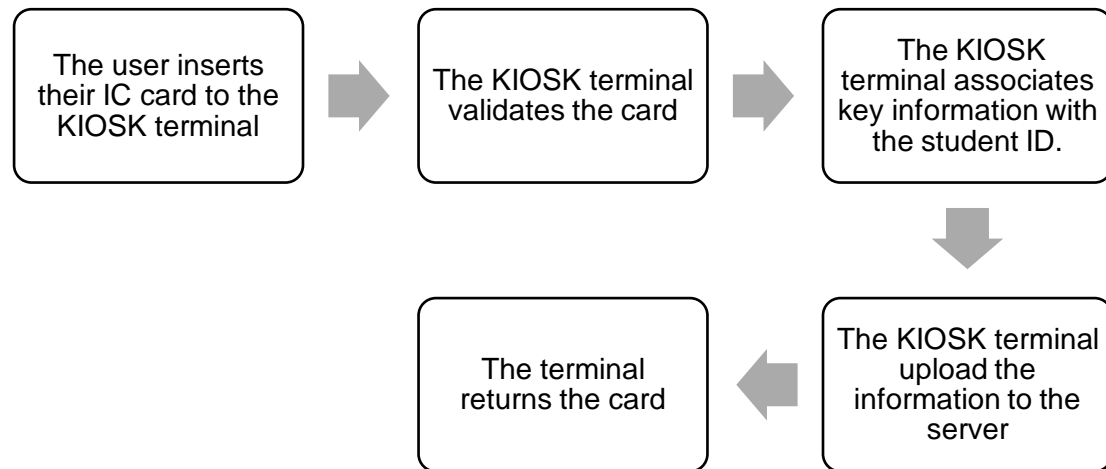 The user inserts
their IC card to the
KIOSK terminal
The KIOSK terminal
validates the card
The KIOSK
terminal associates
key information with
the student ID.
The KIOSK terminal
upload the
information to the
server
The terminal
returns the card